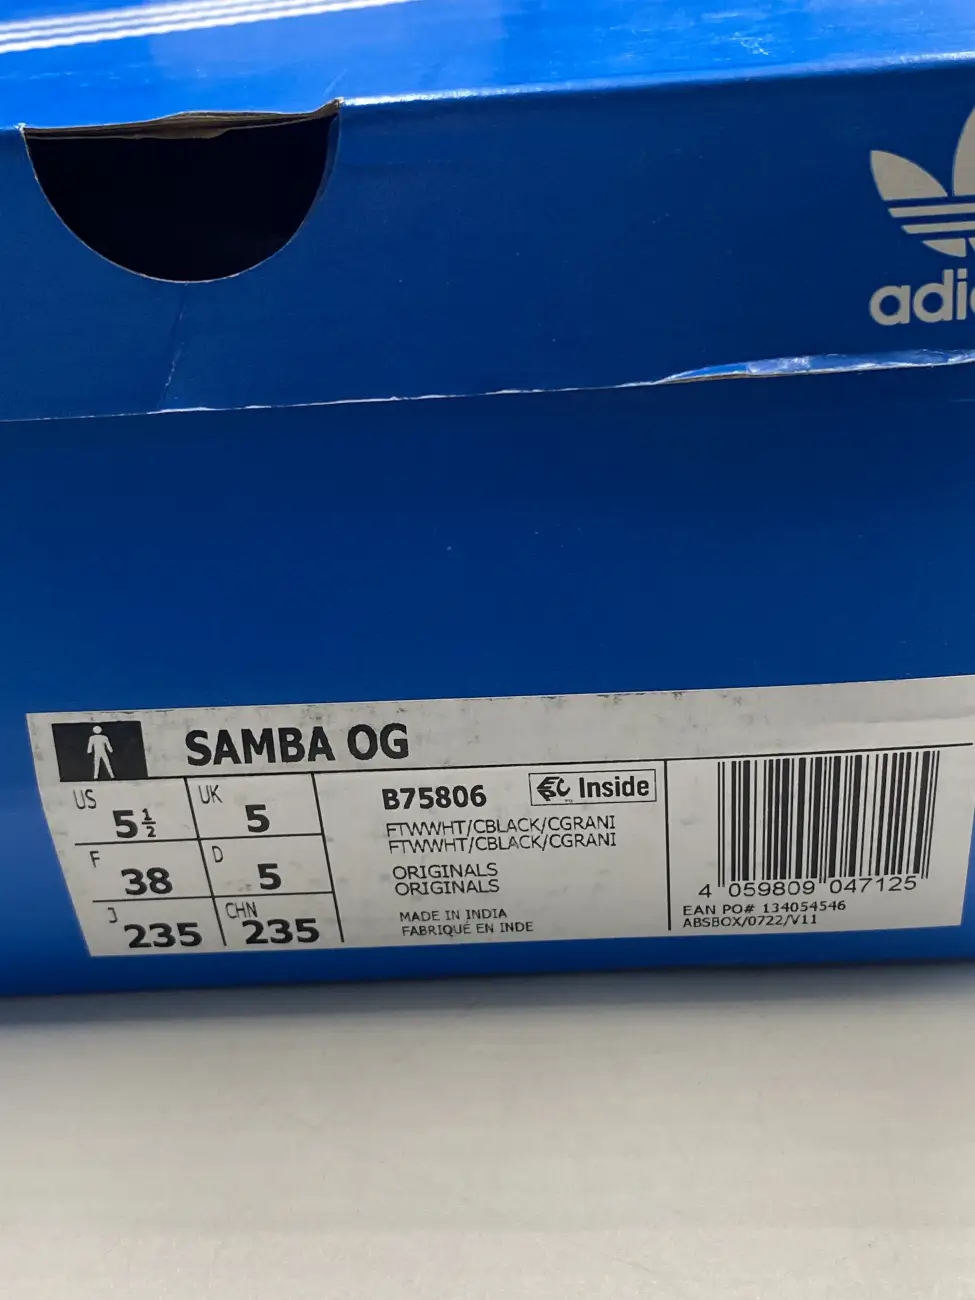 adi
SAMBA OG
US 5½ UK 5
F 38 D 5
J 235 CHN 235
B75806
Inside
FTWWHT/CBLACK/CGRANI
FTWWHT/CBLACK/CGRANI
ORIGINALS
ORIGINALS
MADE IN INDIA
FABRIQUÉ EN INDE
4 059809 047125
EAN PO# 134054546
ABSBOX/0722/V11